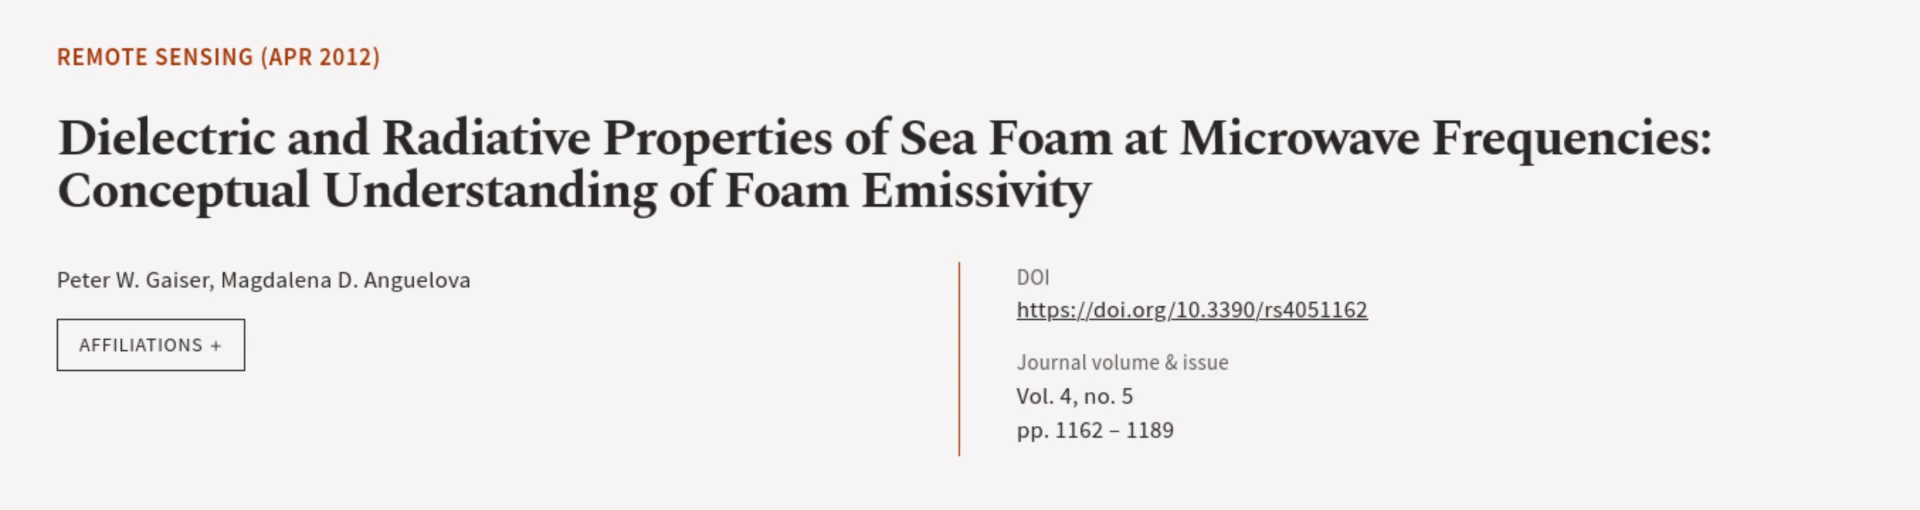 REMOTE SENSING (APR 2012)
Dielectric and Radiative Properties of Sea Foam at Microwave Frequencies:
Conceptual Understanding of Foam Emissivity
Peter W. Gaiser, Magdalena D. Anguelova
AFFILIATIONS +
DOI
https://doi.org/10.3390/rs4051162
Journal volume & issue
Vol. 4, no. 5
pp. 1162 – 1189